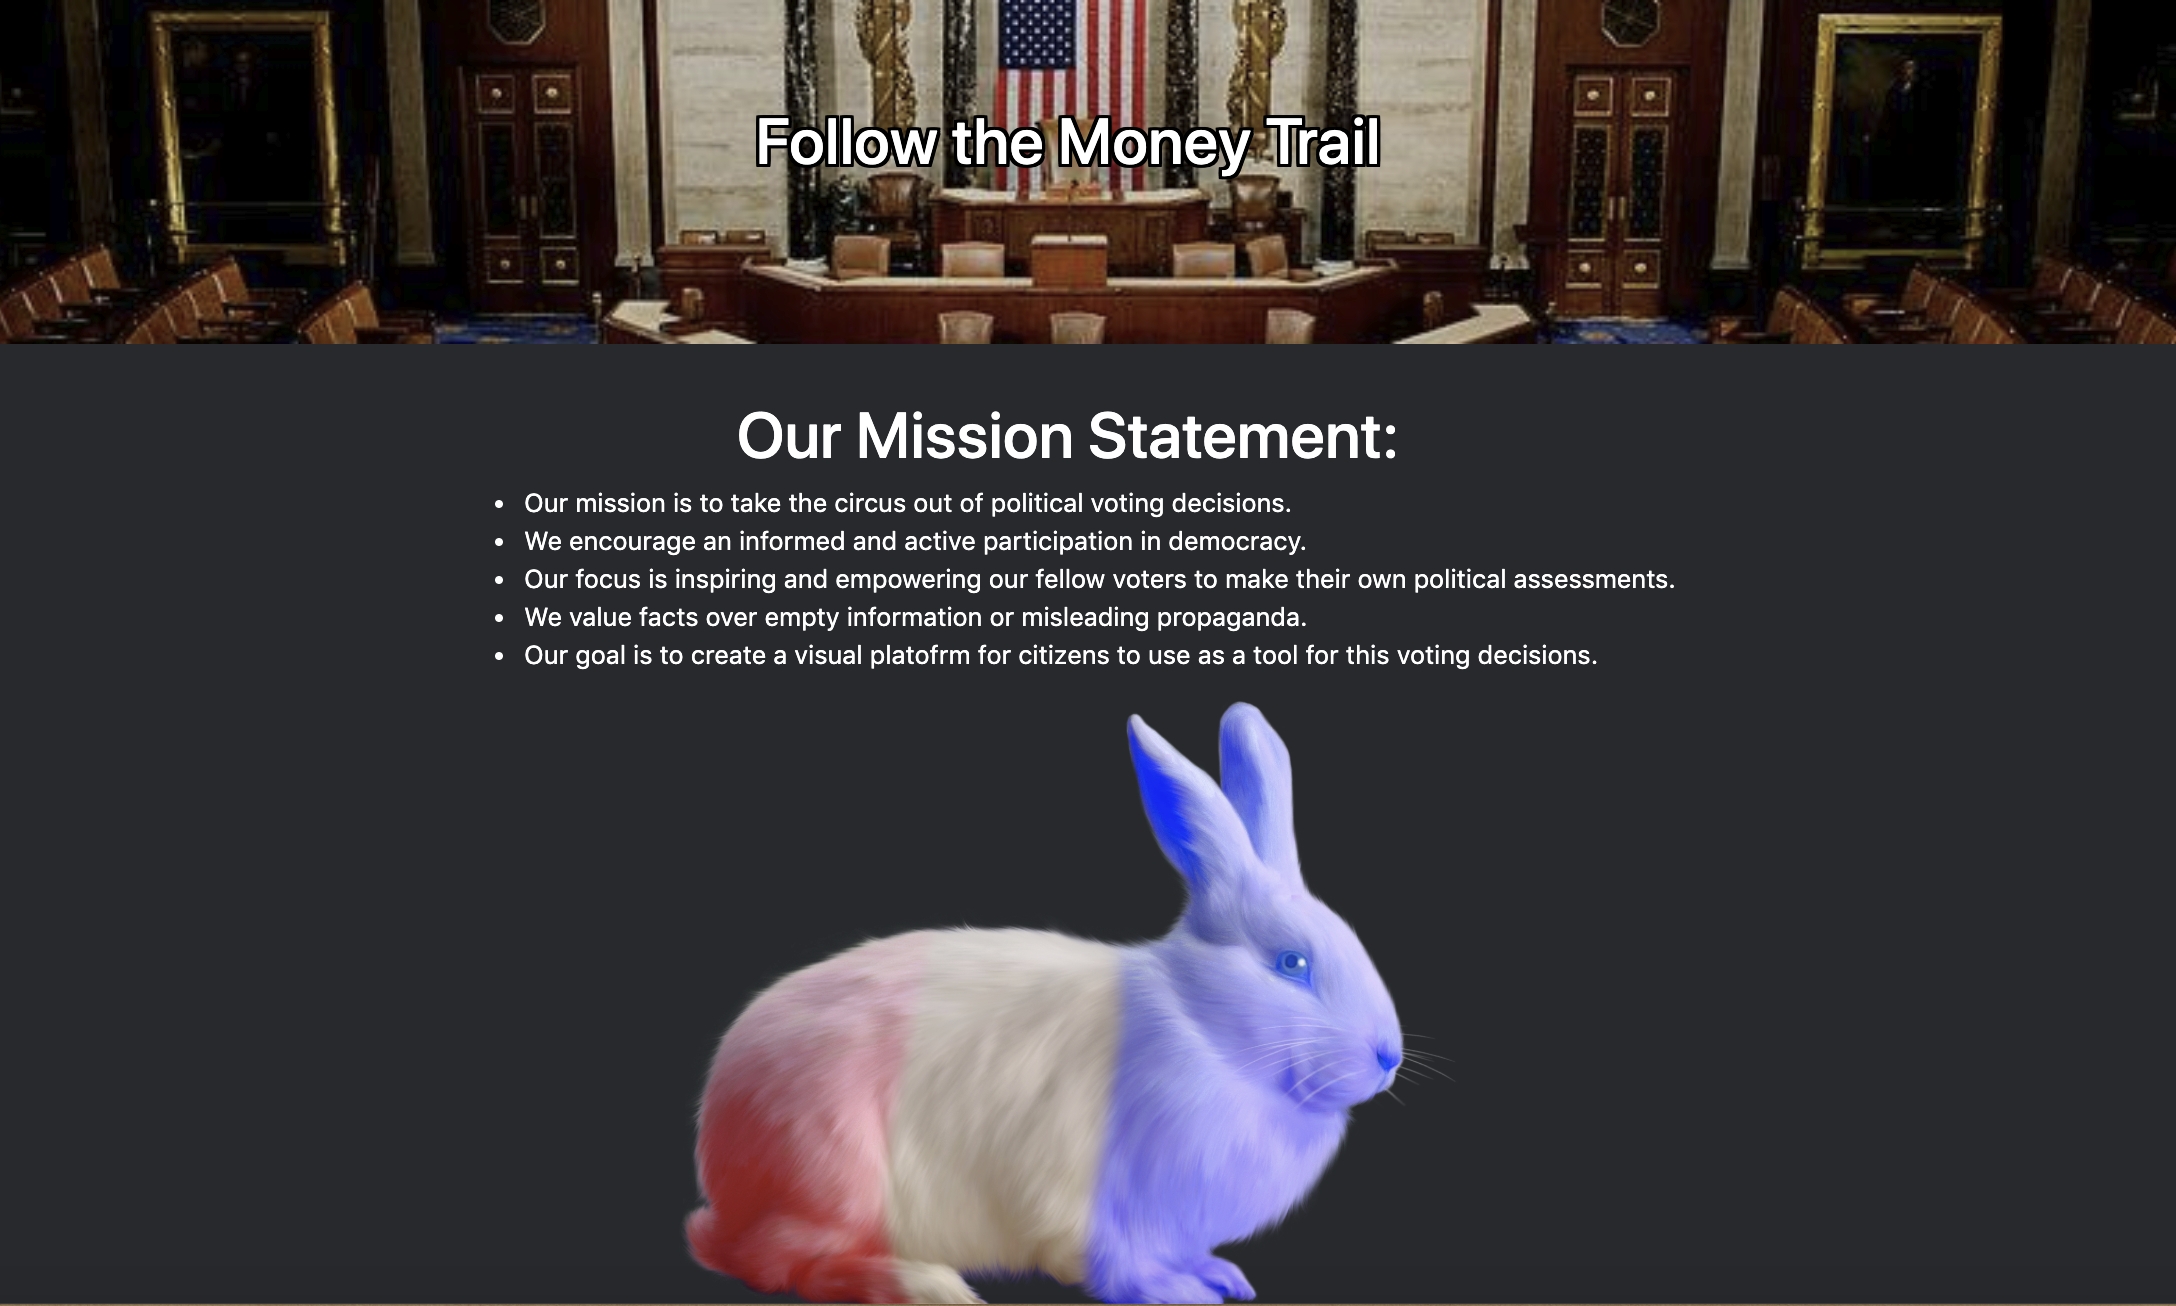 Follow the Money Trail
Our Mission Statement:
• Our mission is to take the circus out of political voting decisions.
• We encourage an informed and active participation in democracy.
• Our focus is inspiring and empowering our fellow voters to make their own political assessments.
• We value facts over empty information or misleading propaganda.
• Our goal is to create a visual platofrm for citizens to use as a tool for this voting decisions.